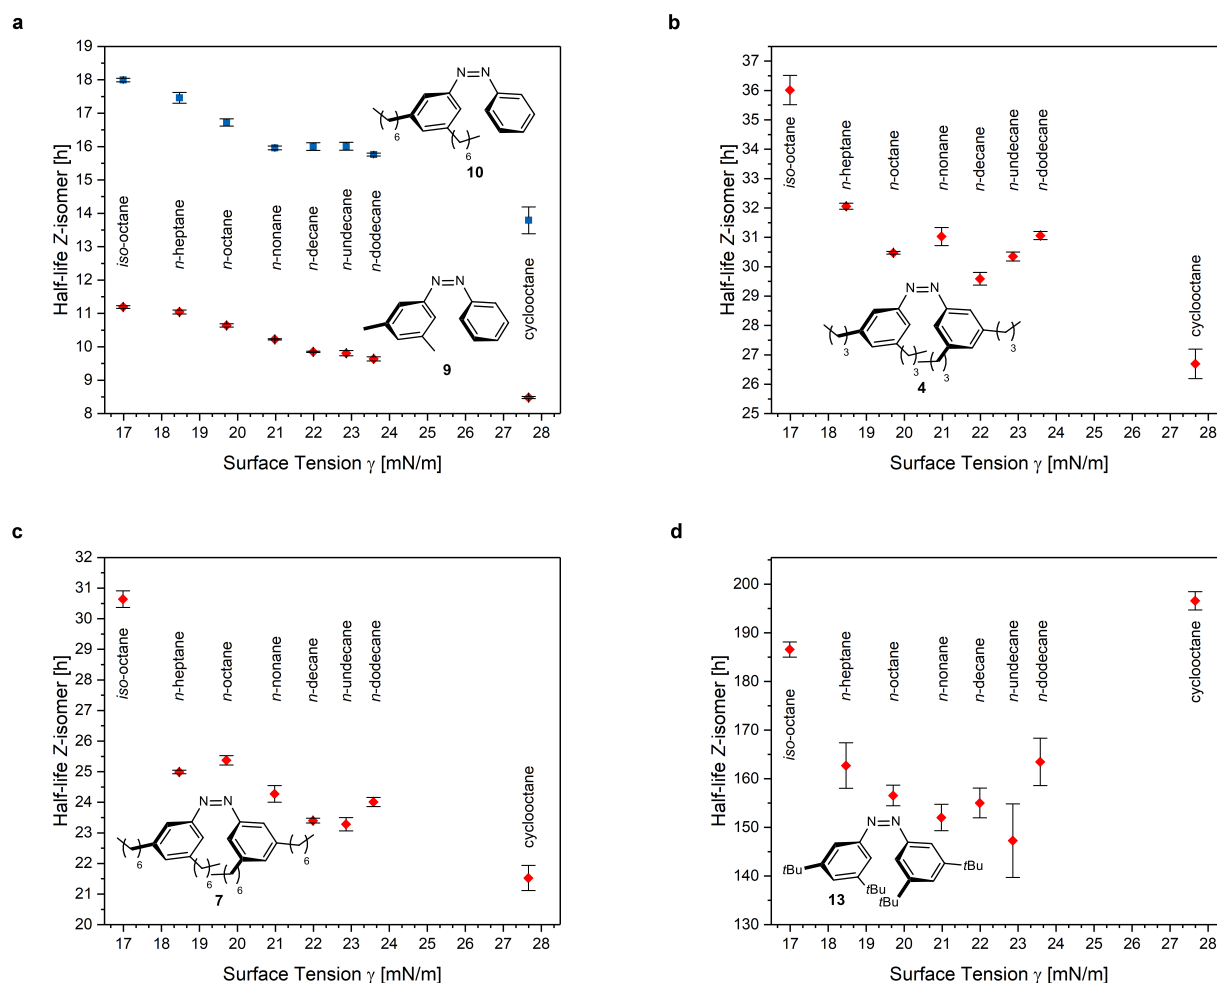 a
19
18
17
16
15
14
13
12
11
10
9
8
Half-life Z-isomer [h]
N=N
6
6
10
iso-octane
n-heptane
n-octane
n-nonane
n-decane
n-undecane
n-dodecane
cyclooctane
N=N
9
17 18 19 20 21 22 23 24 25 26 27 28
Surface Tension γ [mN/m]
b
37
36
35
34
33
32
31
30
29
28
27
26
25
Half-life Z-isomer [h]
iso-octane
n-heptane
n-octane
n-nonane
n-decane
n-undecane
n-dodecane
cyclooctane
N=N
3
3
3
3
4
17 18 19 20 21 22 23 24 25 26 27 28
Surface Tension γ [mN/m]
c
32
31
30
29
28
27
26
25
24
23
22
21
20
Half-life Z-isomer [h]
iso-octane
n-heptane
n-octane
n-nonane
n-decane
n-undecane
n-dodecane
cyclooctane
N=N
6
6
6
6
7
17 18 19 20 21 22 23 24 25 26 27 28
Surface Tension γ [mN/m]
d
200
190
180
170
160
150
140
130
Half-life Z-isomer [h]
iso-octane
n-heptane
n-octane
n-nonane
n-decane
n-undecane
n-dodecane
cyclooctane
N=N
tBu
tBu
tBu
tBu
13
17 18 19 20 21 22 23 24 25 26 27 28
Surface Tension γ [mN/m]